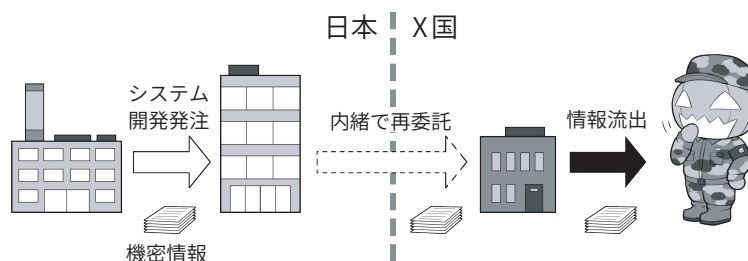 日本
X国
システム
開発発注
内緒で再委託
情報流出
機密情報